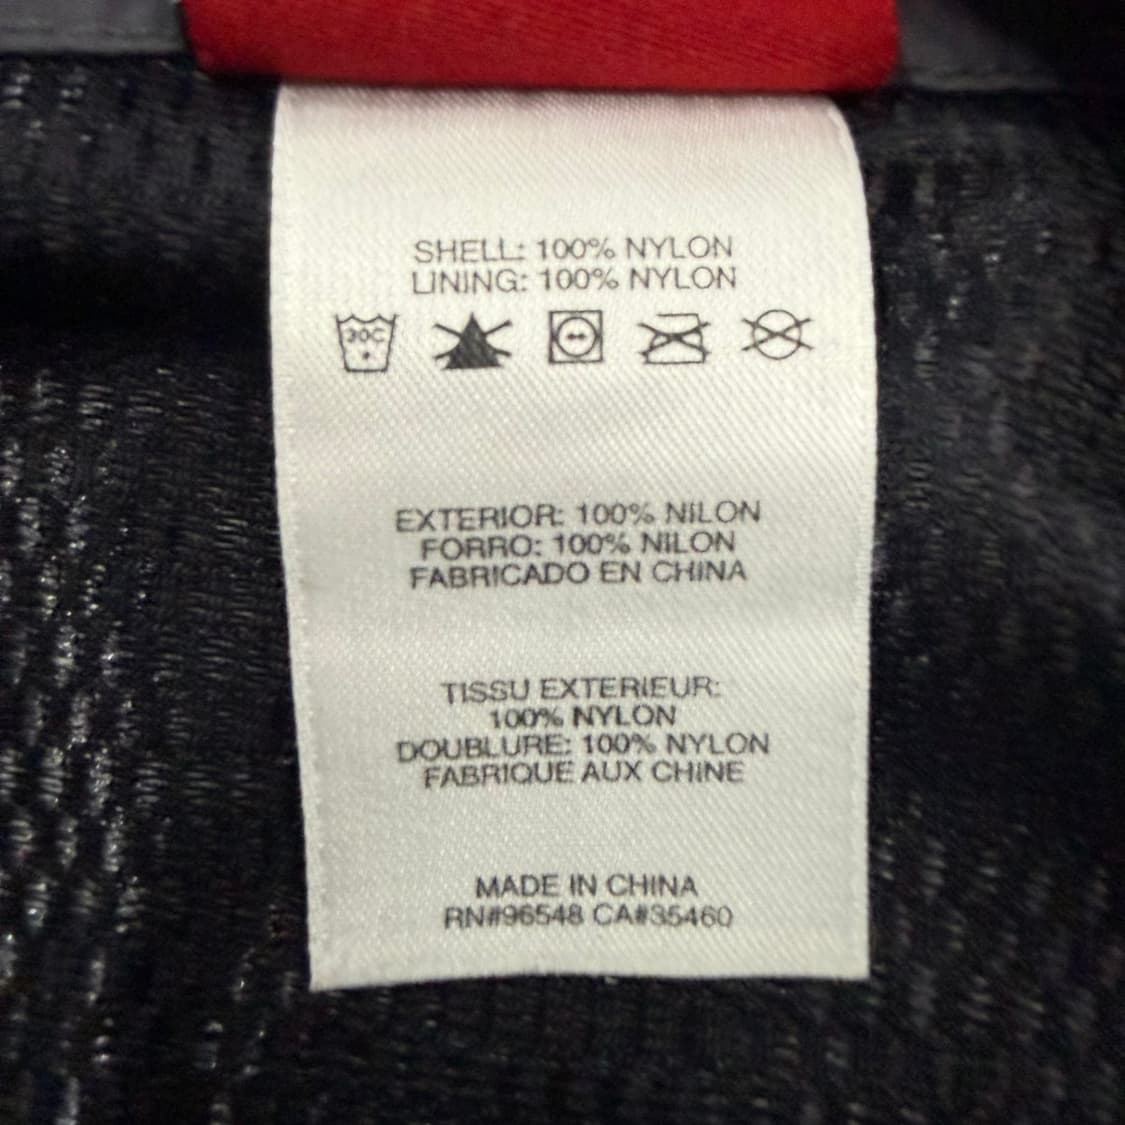 SHELL: 100% NYLON
LINING: 100% NYLON
30C
EXTERIOR: 100% NILON
FORRO: 100% NILON
FABRICADO EN CHINA
TISSU EXTERIEUR:
100% NYLON
DOUBLURE: 100% NYLON
FABRIQUE AUX CHINE
MADE IN CHINA
RN#96548 CA#35460